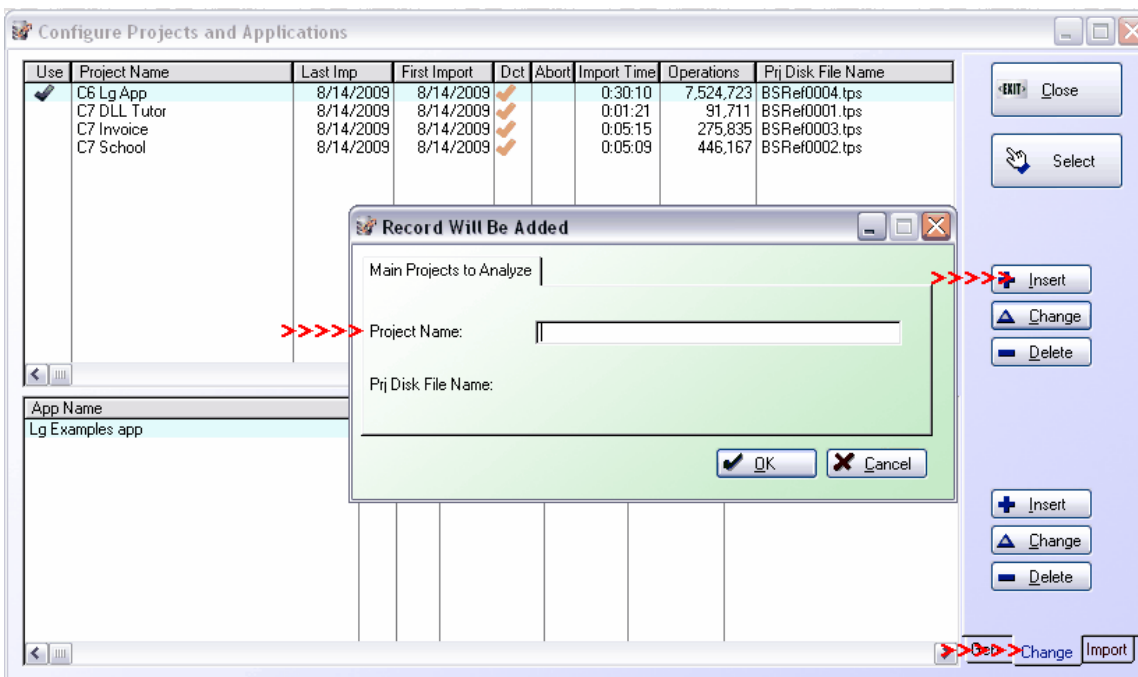 Configure Projects and Applications
Use Project Name Last Imp First Import Dct Abort Import Time Operations Prj Disk File Name
C6 Lg App 8/14/2009 8/14/2009 0:30:10 7,524,723 BSRef0004.tps
C7 DLL Tutor 8/14/2009 8/14/2009 0:01:21 91,711 BSRef0001.tps
C7 Invoice 8/14/2009 8/14/2009 0:05:15 275,835 BSRef0003.tps
C7 School 8/14/2009 8/14/2009 0:05:09 446,167 BSRef0002.tps
<EXIT> Close
Select
Record Will Be Added
Main Projects to Analyze
>>>>> Insert
>>>>> Project Name:
Change
Delete
Prj Disk File Name:
App Name
Lg Examples app
OK Cancel
Insert
Change
Delete
>>>>> Change Import